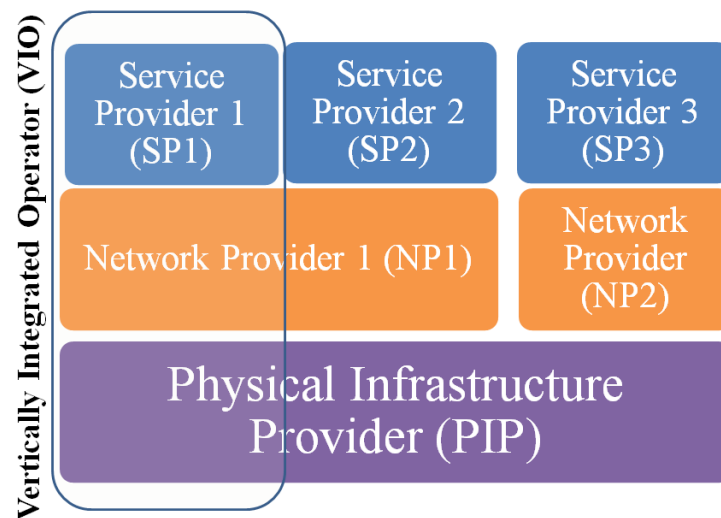 Vertically Integrated Operator (VIO)
Service
Provider 1
(SP1)
Service
Provider 2
(SP2)
Service
Provider 3
(SP3)
Network Provider 1 (NP1)
Network
Provider
(NP2)
Physical Infrastructure
Provider (PIP)